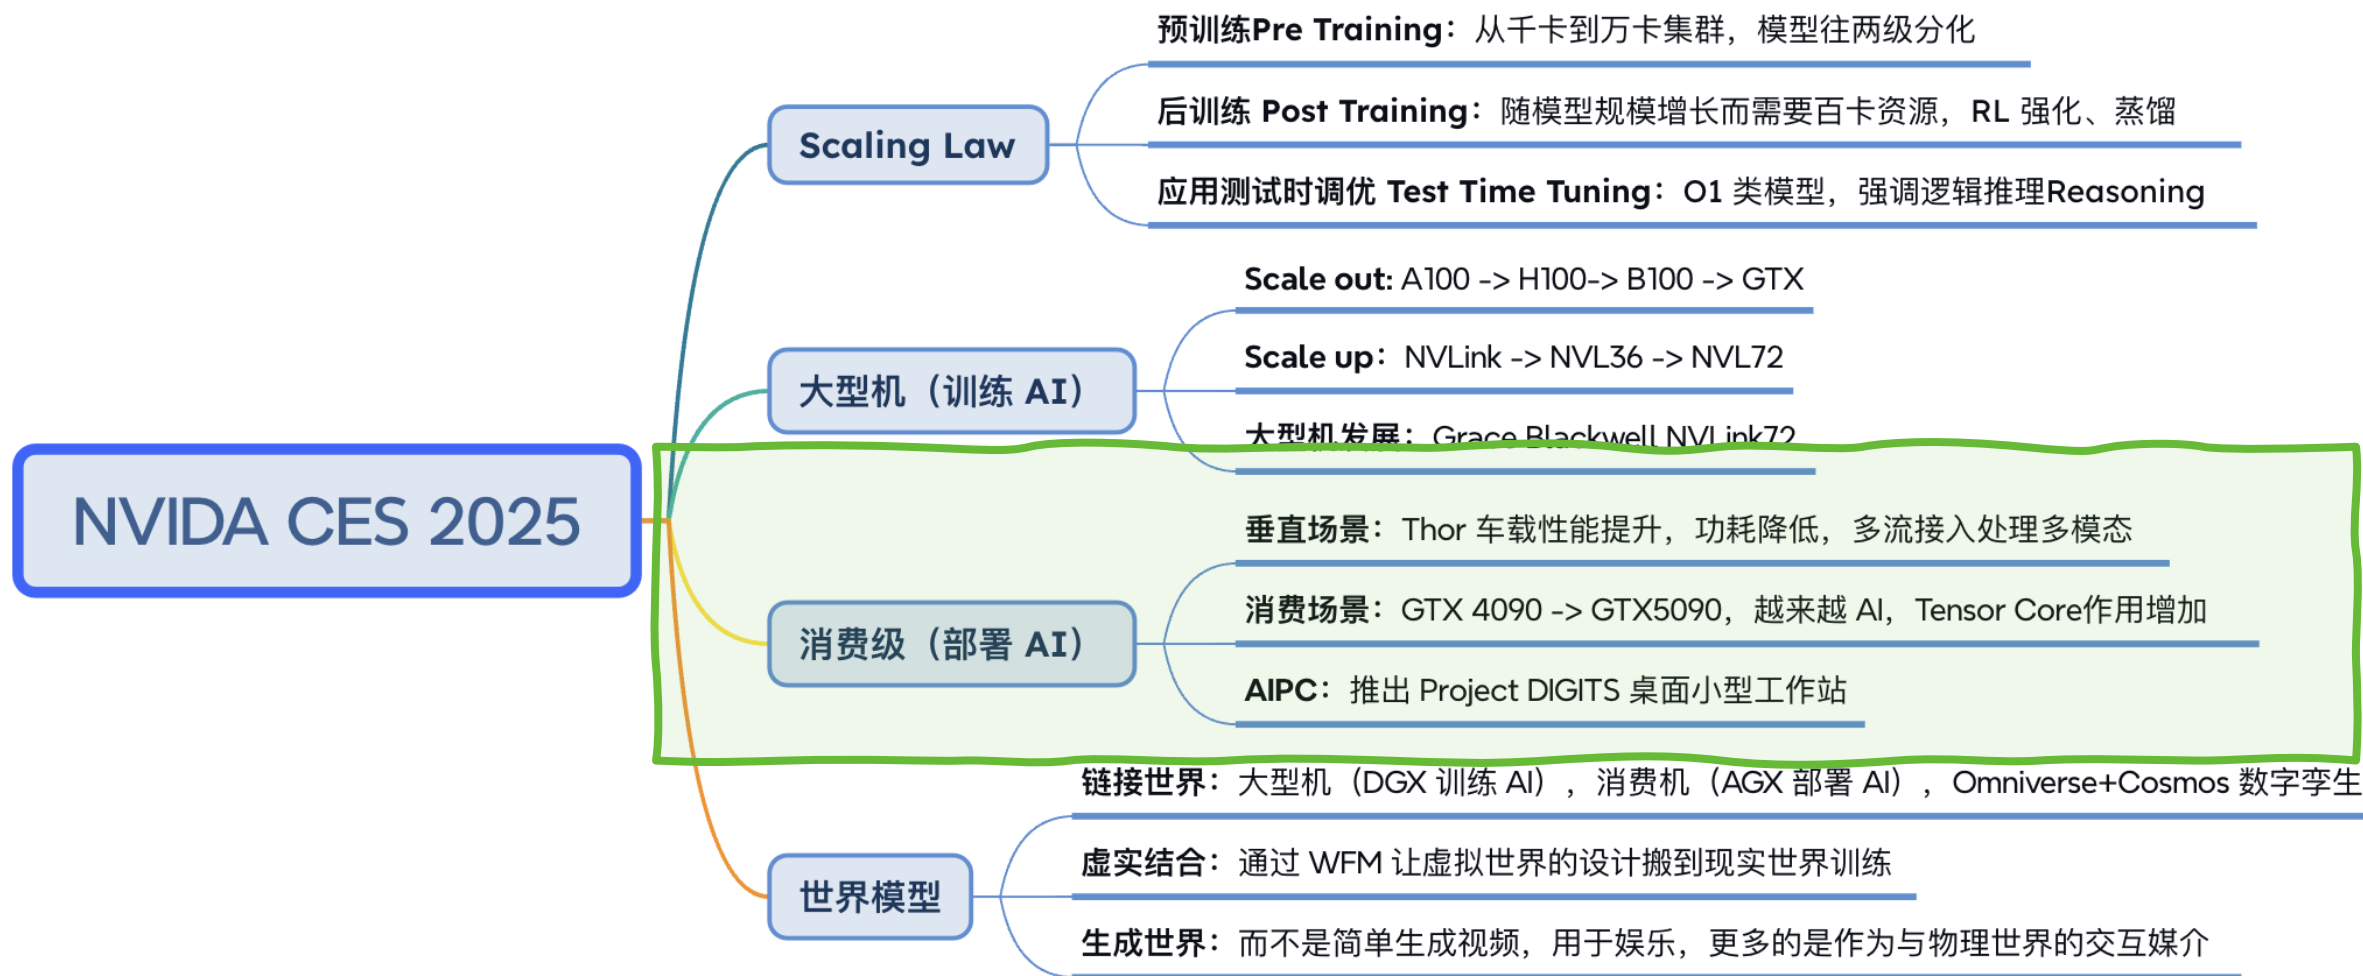 NVIDA CES 2025
Scaling Law
预训练Pre Training：从千卡到万卡集群，模型往两级分化
后训练 Post Training：随模型规模增长而需要百卡资源，RL 强化、蒸馏
应用测试时调优 Test Time Tuning：O1 类模型，强调逻辑推理Reasoning
大型机（训练 AI）
Scale out: A100 -> H100-> B100 -> GTX
Scale up：NVLink -> NVL36 -> NVL72
大型机发展：Grace Blackwell NVLink72
消费级（部署 AI）
垂直场景：Thor 车载性能提升，功耗降低，多流接入处理多模态
消费场景：GTX 4090 -> GTX5090，越来越 AI，Tensor Core作用增加
AIPC：推出 Project DIGITS 桌面小型工作站
世界模型
链接世界：大型机（DGX 训练 AI），消费机（AGX 部署 AI），Omniverse+Cosmos 数字孪生
虚实结合：通过 WFM 让虚拟世界的设计搬到现实世界训练
生成世界：而不是简单生成视频，用于娱乐，更多的是作为与物理世界的交互媒介